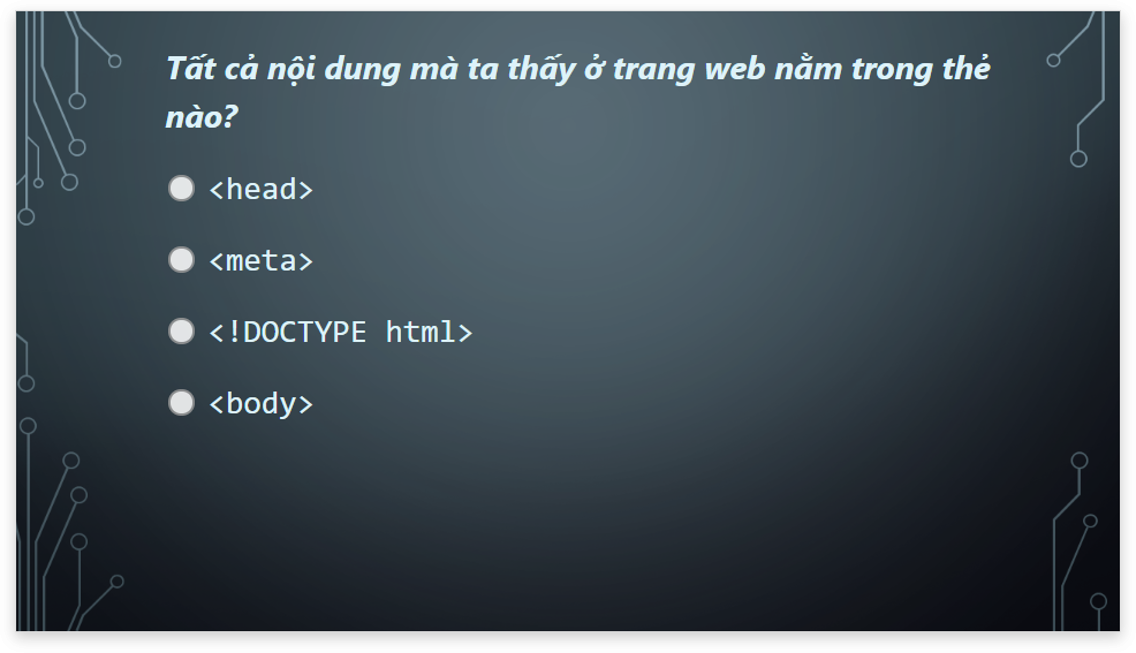 Tất cả nội dung mà ta thấy ở trang web nằm trong thẻ
nào?
<head>
<meta>
<!DOCTYPE html>
<body>